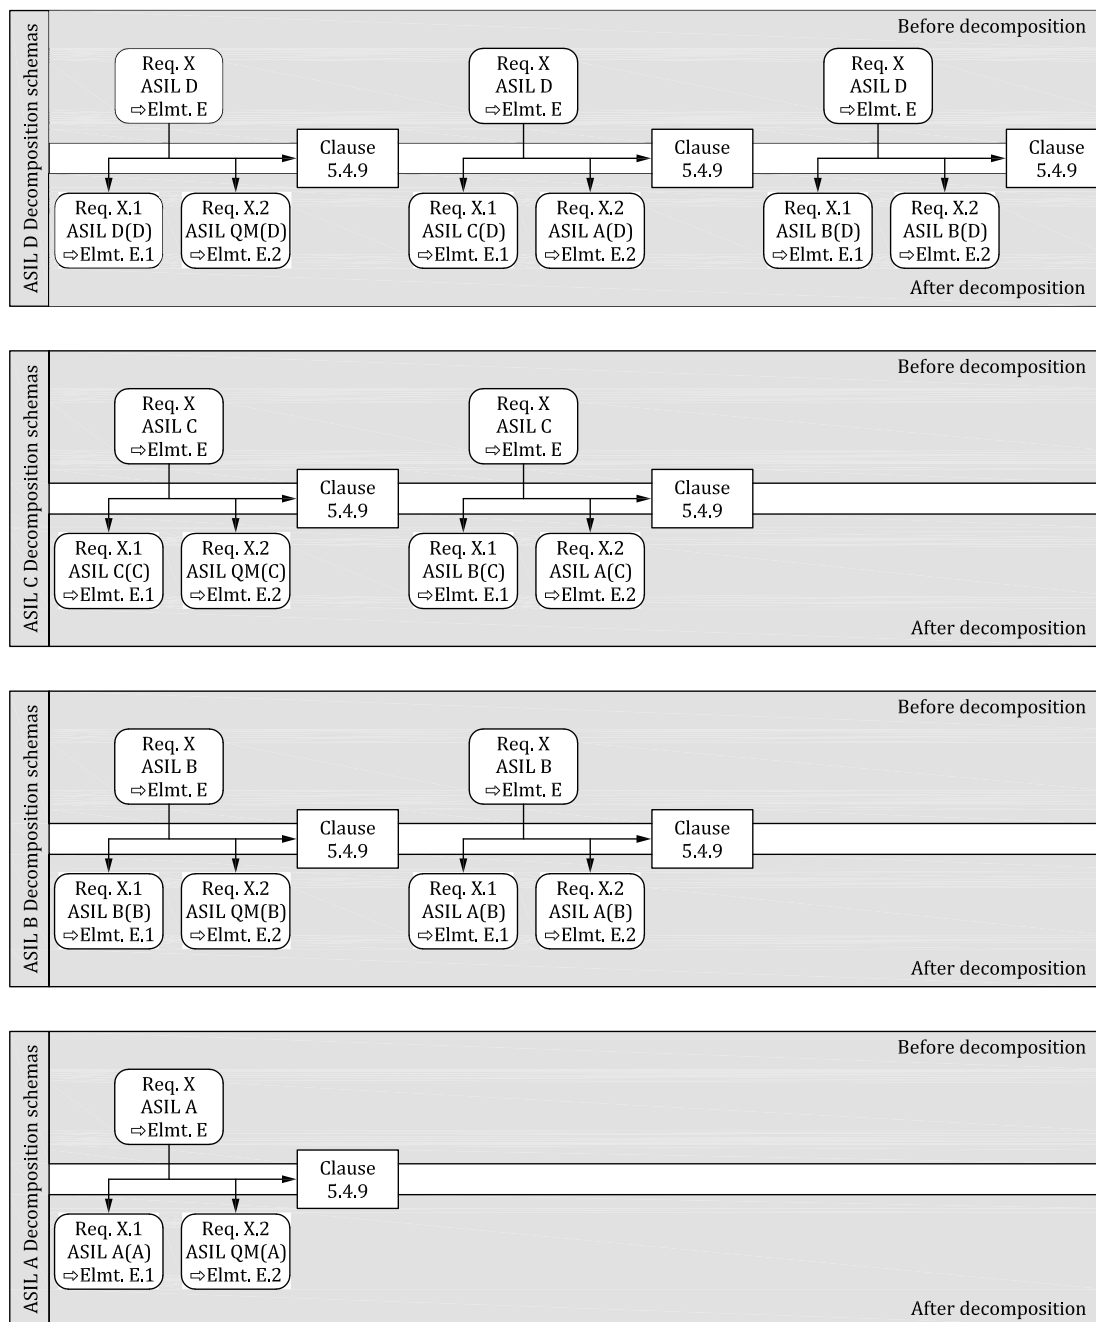 ASIL D Decomposition schemas
Before decomposition
Req. X
ASIL D
⇨Elmt. E
Clause
5.4.9
Req. X.1
ASIL D(D)
⇨Elmt. E.1
Req. X.2
ASIL QM(D)
⇨Elmt. E.2
Req. X
ASIL D
⇨Elmt. E
Clause
5.4.9
Req. X.1
ASIL C(D)
⇨Elmt. E.1
Req. X.2
ASIL A(D)
⇨Elmt. E.2
Req. X
ASIL D
⇨Elmt. E
Clause
5.4.9
Req. X.1
ASIL B(D)
⇨Elmt. E.1
Req. X.2
ASIL B(D)
⇨Elmt. E.2
After decomposition
ASIL C Decomposition schemas
Before decomposition
Req. X
ASIL C
⇨Elmt. E
Clause
5.4.9
Req. X.1
ASIL C(C)
⇨Elmt. E.1
Req. X.2
ASIL QM(C)
⇨Elmt. E.2
Req. X
ASIL C
⇨Elmt. E
Clause
5.4.9
Req. X.1
ASIL B(C)
⇨Elmt. E.1
Req. X.2
ASIL A(C)
⇨Elmt. E.2
After decomposition
ASIL B Decomposition schemas
Before decomposition
Req. X
ASIL B
⇨Elmt. E
Clause
5.4.9
Req. X.1
ASIL B(B)
⇨Elmt. E.1
Req. X.2
ASIL QM(B)
⇨Elmt. E.2
Req. X
ASIL B
⇨Elmt. E
Clause
5.4.9
Req. X.1
ASIL A(B)
⇨Elmt. E.1
Req. X.2
ASIL A(B)
⇨Elmt. E.2
After decomposition
ASIL A Decomposition schemas
Before decomposition
Req. X
ASIL A
⇨Elmt. E
Clause
5.4.9
Req. X.1
ASIL A(A)
⇨Elmt. E.1
Req. X.2
ASIL QM(A)
⇨Elmt. E.2
After decomposition